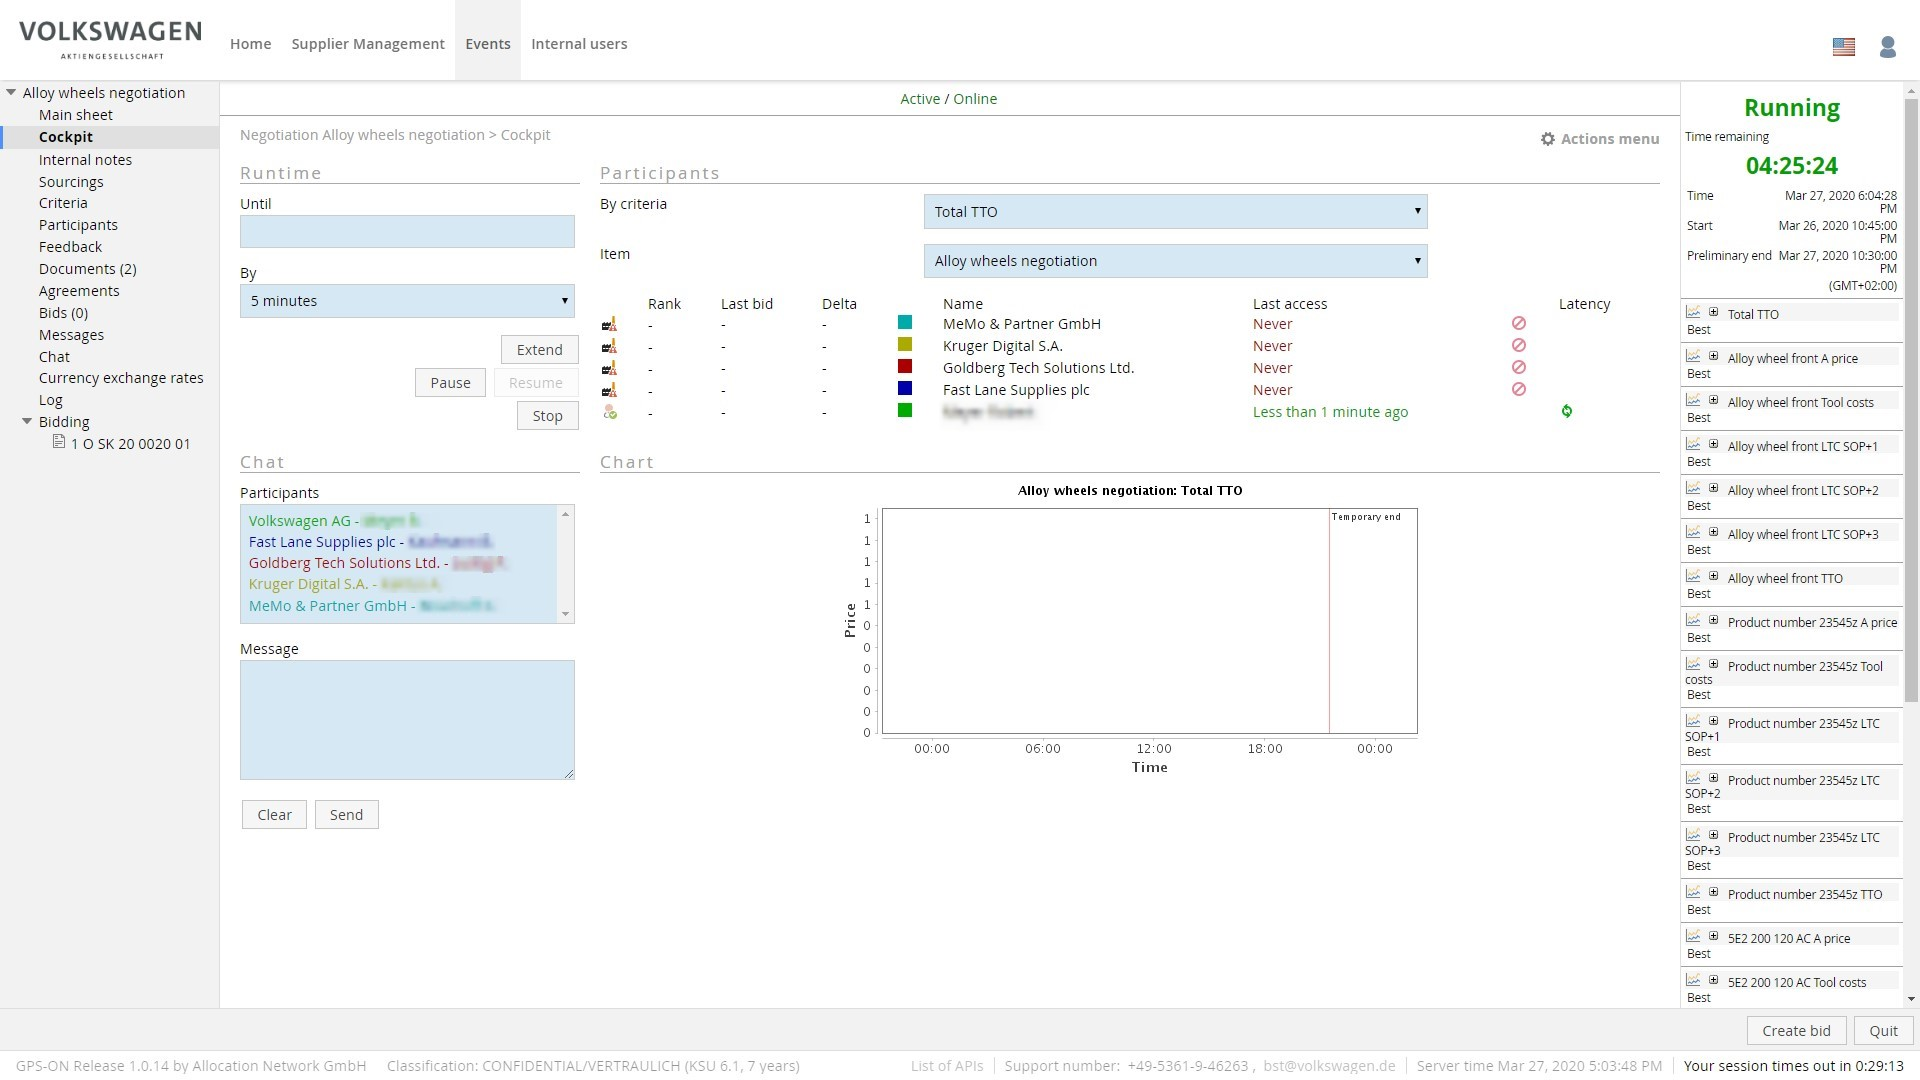 VOLKSWAGEN
AKTIENGESELLSCHAFT
Home Supplier Management Events Internal users
Alloy wheels negotiation
Main sheet
Cockpit
Internal notes
Sourcings
Criteria
Participants
Feedback
Documents (2)
Agreements
Bids (0)
Messages
Chat
Currency exchange rates
Log
Bidding
1 O SK 20 0020 01
Active / Online
Negotiation Alloy wheels negotiation > Cockpit
Actions menu
Runtime
Until
By
5 minutes
Extend
Pause Resume
Stop
Participants
By criteria Total TTO
Item Alloy wheels negotiation
Rank Last bid Delta Name Last access Latency
- - - MeMo & Partner GmbH Never
- - - Kruger Digital S.A. Never
- - - Goldberg Tech Solutions Ltd. Never
- - - Fast Lane Supplies plc Never
- - - Less than 1 minute ago
Chat
Participants
Volkswagen AG -
Fast Lane Supplies plc -
Goldberg Tech Solutions Ltd. -
Kruger Digital S.A. -
MeMo & Partner GmbH -
Message
Clear Send
Chart
Alloy wheels negotiation: Total TTO
Temporary end
1
1
1
1
1
0
0
0
0
0
0
Price
00:00 06:00 12:00 18:00 00:00
Time
Running
Time remaining
04:25:24
Time Mar 27, 2020 6:04:28
PM
Start Mar 26, 2020 10:45:00
PM
Preliminary end Mar 27, 2020 10:30:00
PM
(GMT+02:00)
Total TTO
Best
Alloy wheel front A price
Best
Alloy wheel front Tool costs
Best
Alloy wheel front LTC SOP+1
Best
Alloy wheel front LTC SOP+2
Best
Alloy wheel front LTC SOP+3
Best
Alloy wheel front TTO
Best
Product number 23545z A price
Best
Product number 23545z Tool
costs
Best
Product number 23545z LTC
SOP+1
Best
Product number 23545z LTC
SOP+2
Best
Product number 23545z LTC
SOP+3
Best
Product number 23545z TTO
Best
5E2 200 120 AC A price
Best
5E2 200 120 AC Tool costs
Best
Create bid Quit
GPS-ON Release 1.0.14 by Allocation Network GmbH Classification: CONFIDENTIAL/VERTRAULICH (KSU 6.1, 7 years) List of APIs Support number: +49-5361-9-46263 , bst@volkswagen.de Server time Mar 27, 2020 5:03:48 PM Your session times out in 0:29:13